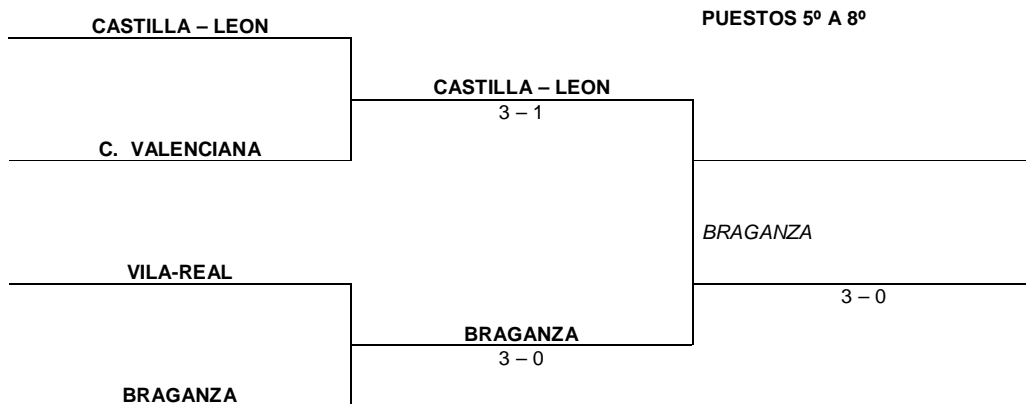 PUESTOS 5º A 8º
CASTILLA – LEON
CASTILLA – LEON
3 – 1
C. VALENCIANA
BRAGANZA
VILA-REAL
3 – 0
BRAGANZA
3 – 0
BRAGANZA